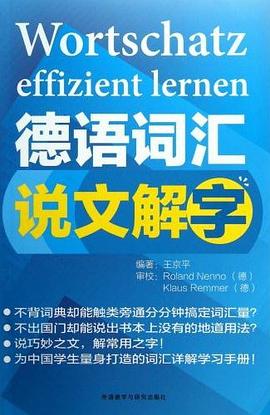 Wortschatz
effizient lernen
德语词汇
说文解字
编著：王京平
审校：Roland Nenno（德）
Klaus Remmer（德）
• 不背词典却能触类旁通分分钟搞定词汇量？
• 不出国门却能说出书本上没有的地道用法？
• 说巧妙之文，解常用之字！
• 为中国学生量身打造的词汇详解学习手册！
外语教学与研究出版社